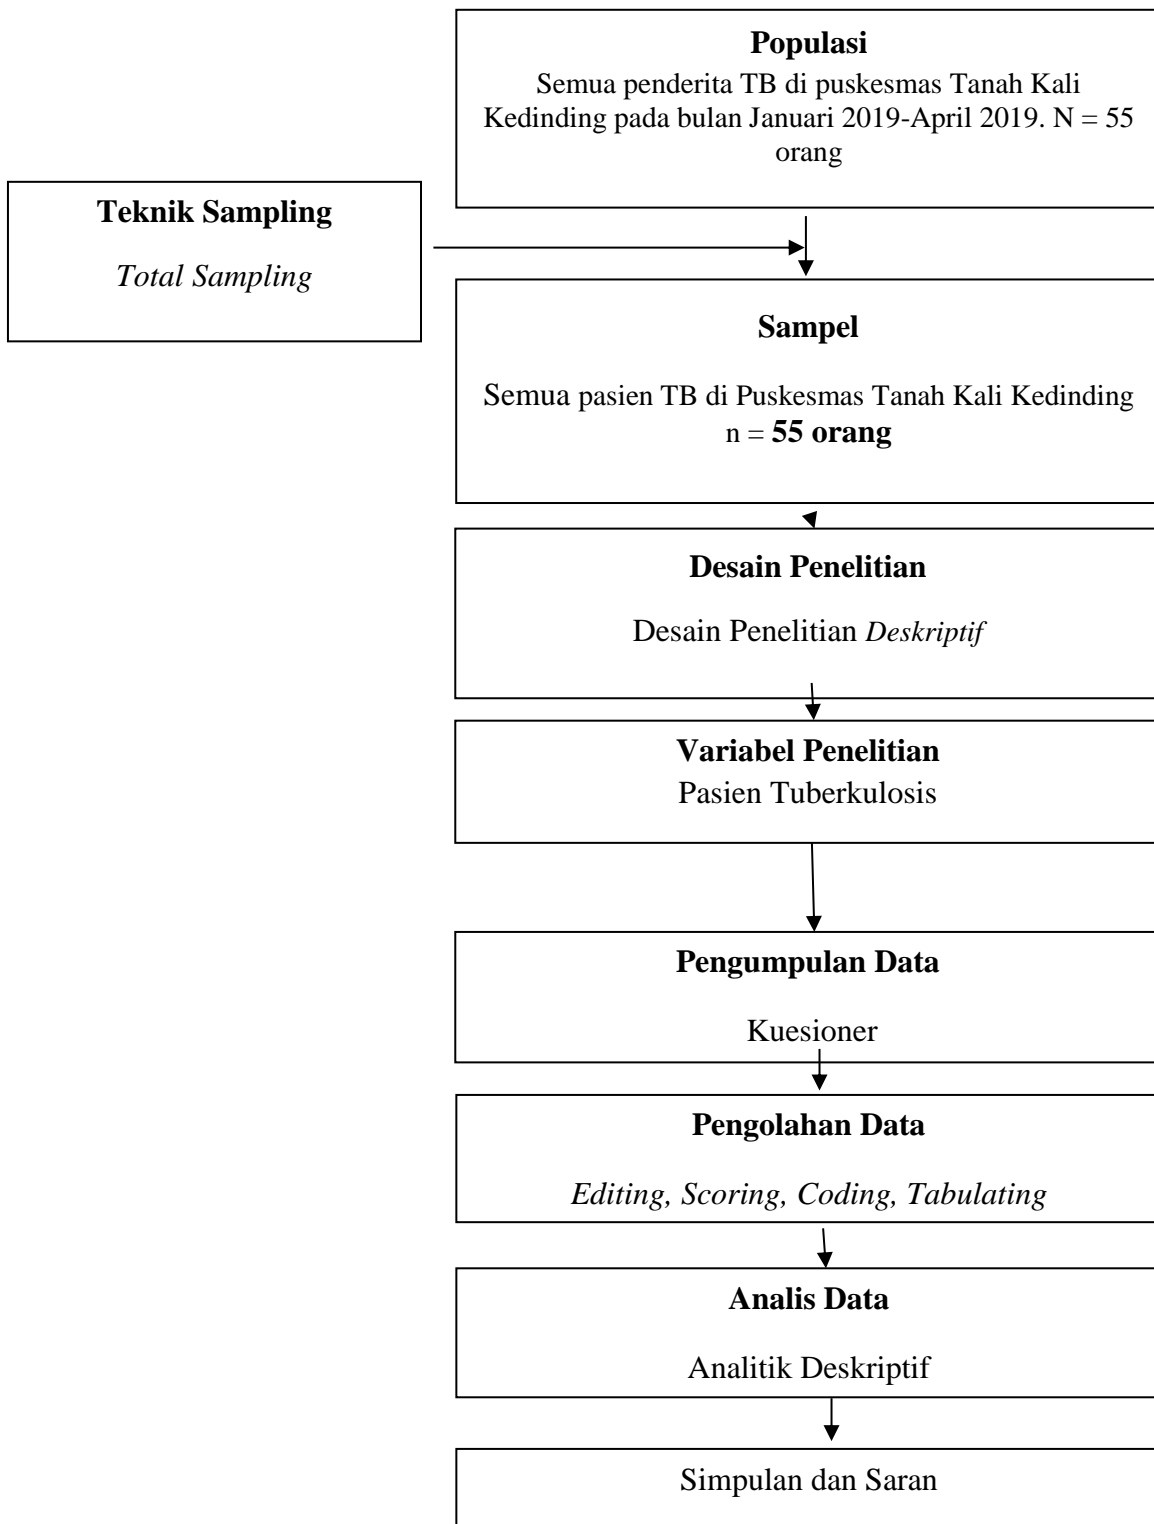 Populasi
Semua penderita TB di puskesmas Tanah Kali
Kedinding pada bulan Januari 2019-April 2019. N = 55
orang
Teknik Sampling
Total Sampling
Sampel
Semua pasien TB di Puskesmas Tanah Kali Kedinding
n = 55 orang
Desain Penelitian
Desain Penelitian Deskriptif
Variabel Penelitian
Pasien Tuberkulosis
Pengumpulan Data
Kuesioner
Pengolahan Data
Editing, Scoring, Coding, Tabulating
Analis Data
Analitik Deskriptif
Simpulan dan Saran